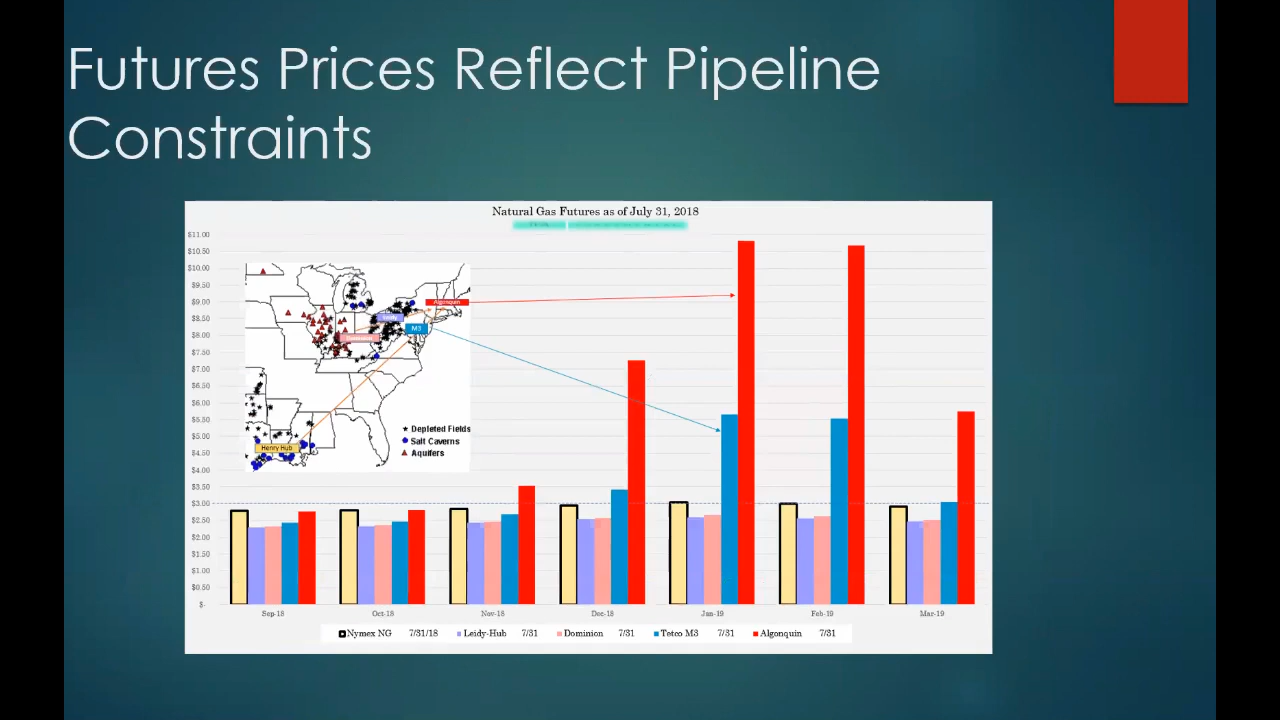 Futures Prices Reflect Pipeline
Constraints
Natural Gas Futures as of July 31, 2018
$11.00
$10.50
$10.00
$9.50
$9.00
$8.50
$8.00
$7.50
$7.00
$6.50
$6.00
$5.50
$5.00
$4.50
$4.00
$3.50
$3.00
$2.50
$2.00
$1.50
$1.00
$0.50
$-
Algonquin
Leidy
M3
Dominion
Henry Hub
Depleted Fields
Salt Caverns
Aquifers
Sep-18 Oct-18 Nov-18 Dec-18 Jan-19 Feb-19 Mar-19
Nymex NG 7/31/18 Leidy-Hub 7/31 Dominion 7/31 Tetco M3 7/31 Algonquin 7/31